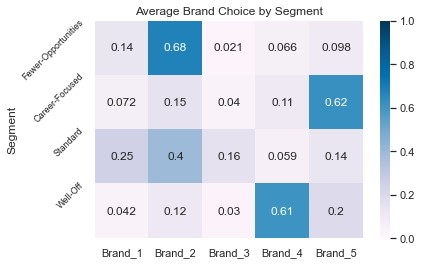 Average Brand Choice by Segment
Segment
Fewer-Opportunities 0.14 0.68 0.021 0.066 0.098
Career-Focused 0.072 0.15 0.04 0.11 0.62
Standard 0.25 0.4 0.16 0.059 0.14
Well-Off 0.042 0.12 0.03 0.61 0.2
Brand_1 Brand_2 Brand_3 Brand_4 Brand_5
1.0
0.8
0.6
0.4
0.2
0.0